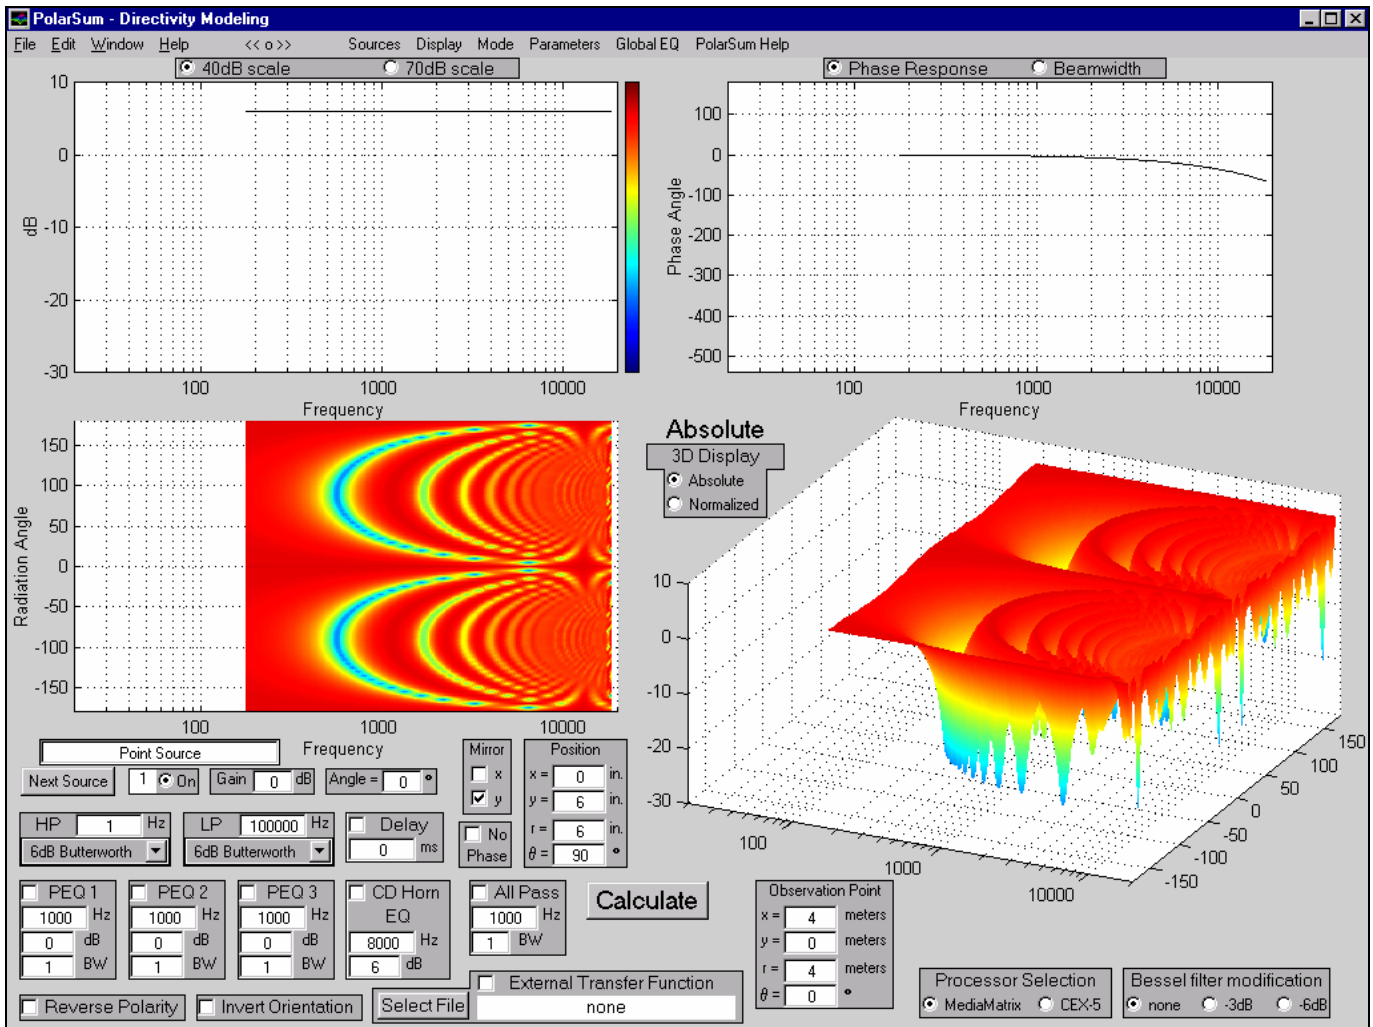 PolarSum - Directivity Modeling
File Edit Window Help << o >> Sources Display Mode Parameters Global EQ PolarSum Help
40dB scale 70dB scale
Phase Response Beamwidth
10
0
-10
-20
-30
dB
100 1000 10000
Frequency
100
0
-100
-200
-300
-400
-500
Phase Angle
100 1000 10000
Frequency
150
100
50
0
-50
-100
-150
Radiation Angle
100 1000 10000
Frequency
Absolute
3D Display
Absolute
Normalized
10
0
-10
-20
-30
100
1000
10000
150
100
50
0
-50
-100
-150
Point Source
Next Source 1 On Gain 0 dB Angle = 0 °
Mirror
x
y
No
Phase
Position
x = 0 in.
y = 6 in.
r = 6 in.
θ = 90 °
HP 1 Hz
6dB Butterworth
LP 100000 Hz
6dB Butterworth
Delay
0 ms
PEQ 1
1000 Hz
0 dB
1 BW
PEQ 2
1000 Hz
0 dB
1 BW
PEQ 3
1000 Hz
0 dB
1 BW
CD Horn
EQ
8000 Hz
6 dB
All Pass
1000 Hz
1 BW
Calculate
Observation Point
x = 4 meters
y = 0 meters
r = 4 meters
θ = 0 °
Reverse Polarity
Invert Orientation
Select File
External Transfer Function
none
Processor Selection
MediaMatrix CEX-5
Bessel filter modification
none -3dB -6dB